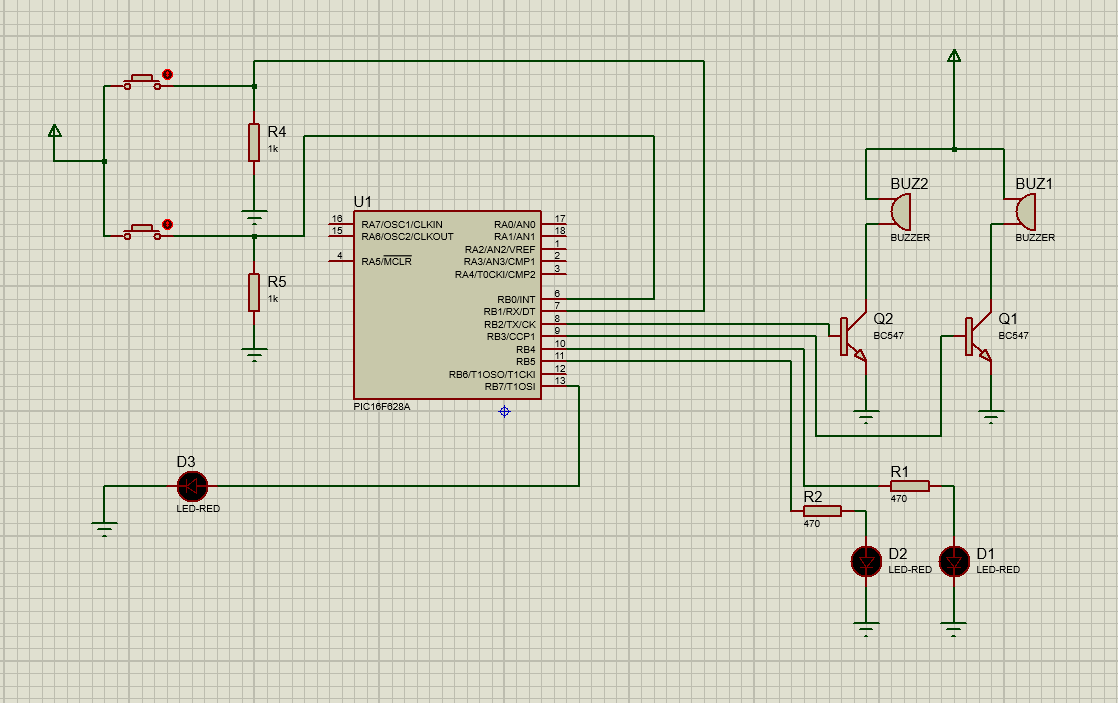 R4
1k
R5
1k
U1
16 RA7/OSC1/CLKIN
15 RA6/OSC2/CLKOUT
4 RA5/MCLR
RA0/AN0 17
RA1/AN1 18
RA2/AN2/VREF 1
RA3/AN3/CMP1 2
RA4/T0CKI/CMP2 3
RB0/INT 6
RB1/RX/DT 7
RB2/TX/CK 8
RB3/CCP1 9
RB4 10
RB5 11
RB6/T1OSO/T1CKI 12
RB7/T1OSI 13
PIC16F628A
BUZ2
BUZZER
BUZ1
BUZZER
Q2
BC547
Q1
BC547
D3
LED-RED
R1
470
R2
470
D2
LED-RED
D1
LED-RED